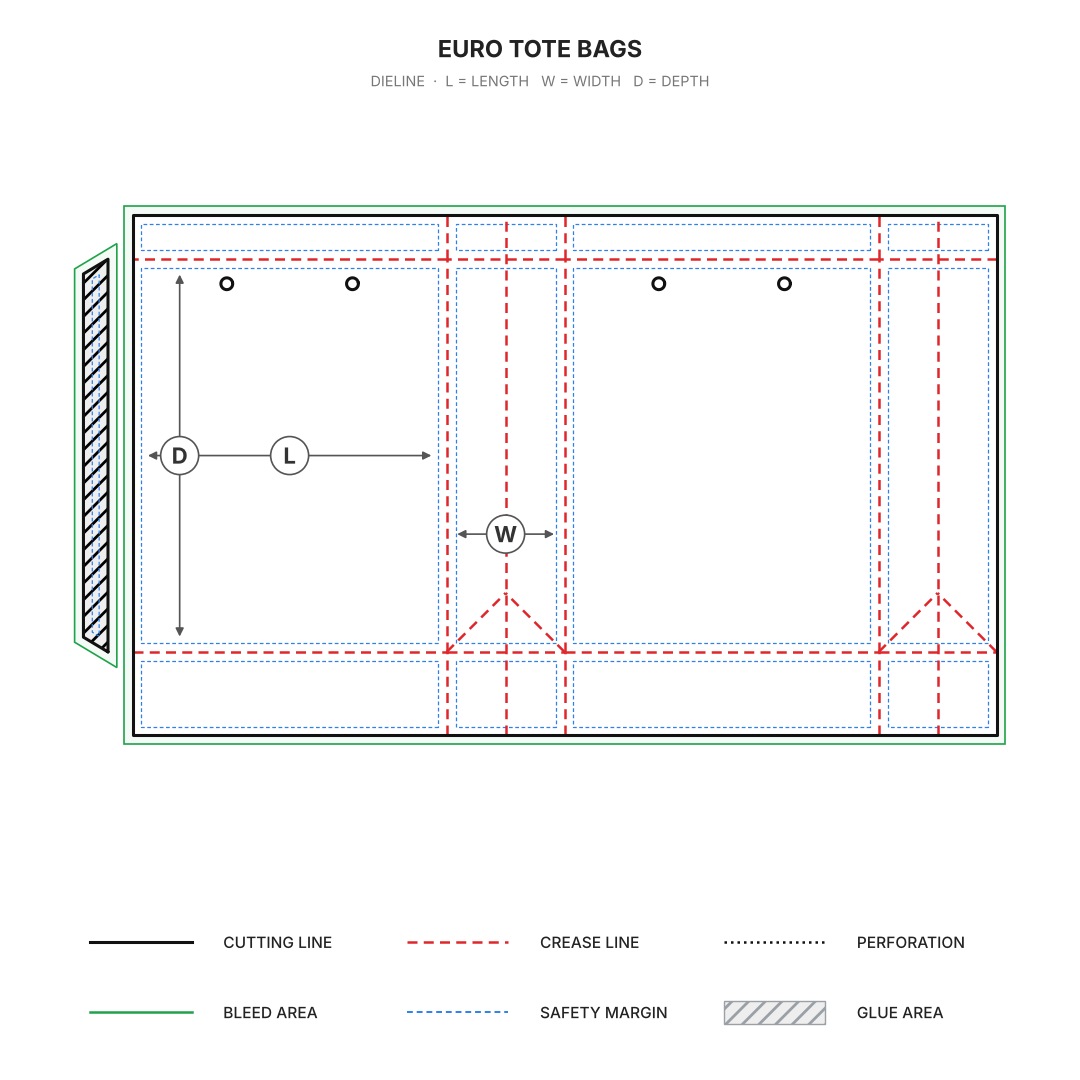 EURO TOTE BAGS
DIELINE · L = LENGTH W = WIDTH D = DEPTH
D
L
W
CUTTING LINE
CREASE LINE
PERFORATION
BLEED AREA
SAFETY MARGIN
GLUE AREA